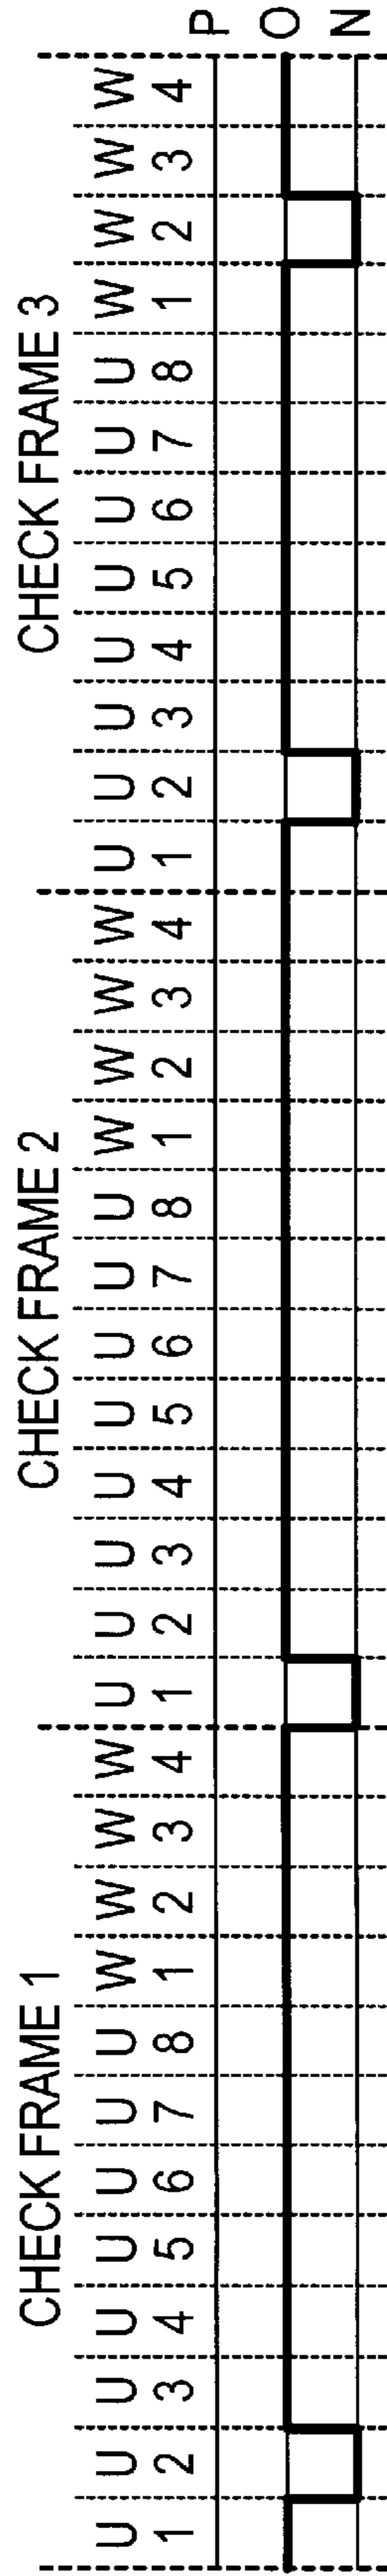 CHECK FRAME 1 CHECK FRAME 2 CHECK FRAME 3
U U U U U U U U W W W W U U U U U U U U W W W W U U U U U U U U W W W W
1 2 3 4 5 6 7 8 1 2 3 4 1 2 3 4 5 6 7 8 1 2 3 4 1 2 3 4 5 6 7 8 1 2 3 4
P
O
N